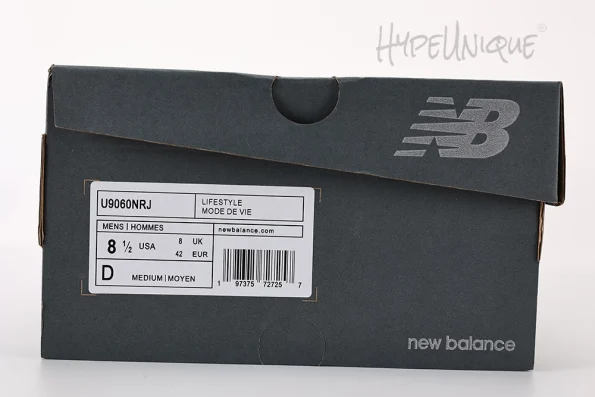 HYPEUNIQUE©
NB
U9060NRJ
LIFESTYLE
MODE DE VIE
MENS | HOMMES
newbalance.com
8 1/2 USA 8 UK
42 EUR
D MEDIUM | MOYEN
1 97375 72725 7
new balance